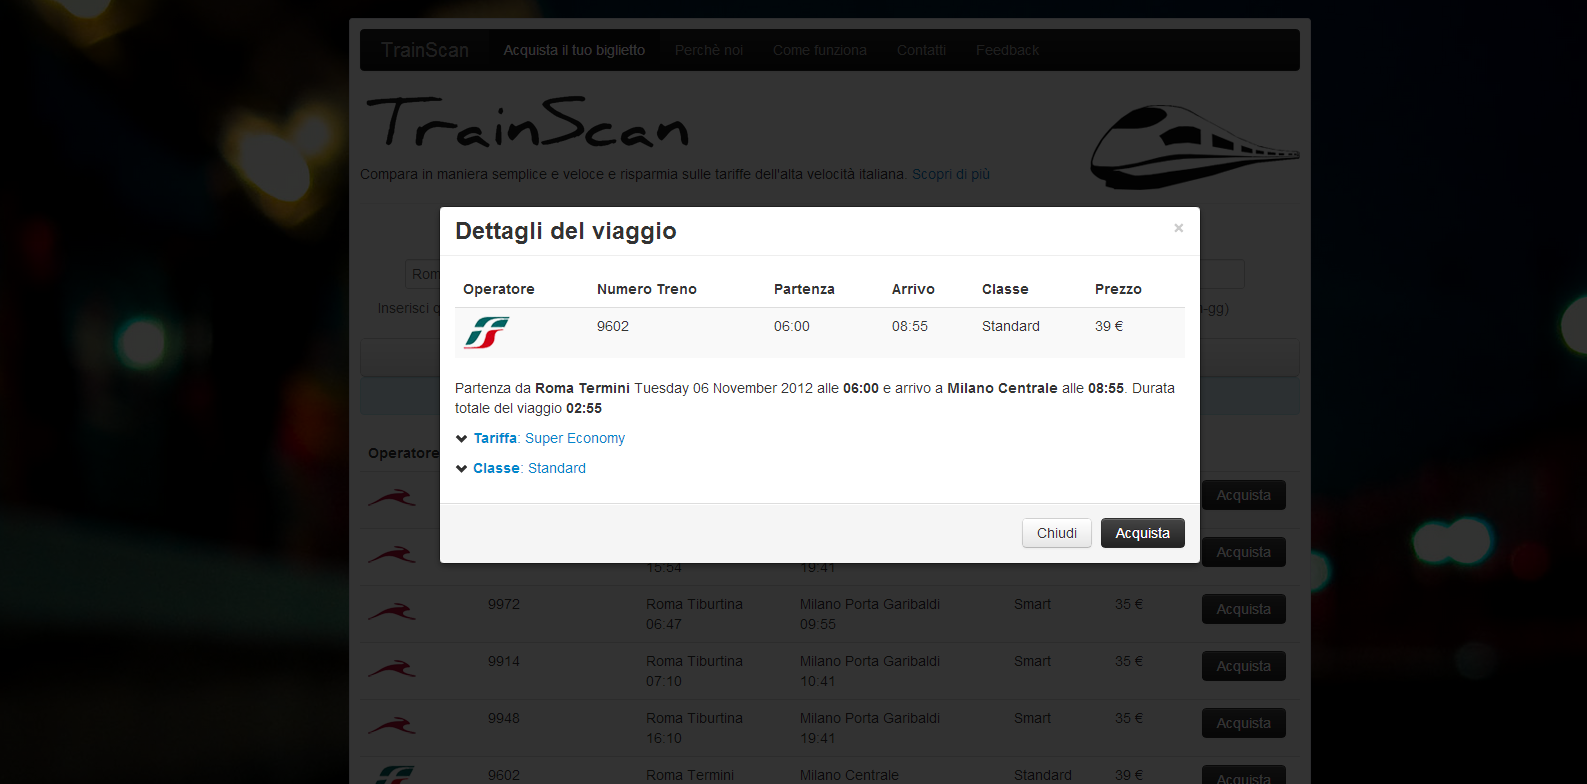 TrainScan Acquista il tuo biglietto Perchè noi Come funziona Contatti Feedback
TrainScan
Compara in maniera semplice e veloce e risparmia sulle tariffe dell'alta velocità italiana. Scopri di più
Dettagli del viaggio ×
Operatore Numero Treno Partenza Arrivo Classe Prezzo
9602 06:00 08:55 Standard 39 €
Partenza da Roma Termini Tuesday 06 November 2012 alle 06:00 e arrivo a Milano Centrale alle 08:55. Durata
totale del viaggio 02:55
Tariffa: Super Economy
Classe: Standard
Chiudi Acquista
Inserisci
Operatore
Acquista
Acquista
15:54 19:41
9972 Roma Tiburtina Milano Porta Garibaldi Smart 35 € Acquista
06:47 09:55
9914 Roma Tiburtina Milano Porta Garibaldi Smart 35 € Acquista
07:10 10:41
9948 Roma Tiburtina Milano Porta Garibaldi Smart 35 € Acquista
16:10 19:41
9602 Roma Termini Milano Centrale Standard 39 € Acquista